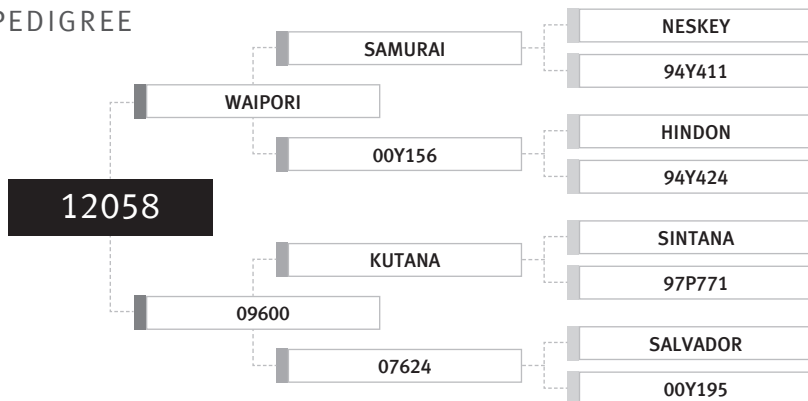 PEDIGREE
NESKEY
SAMURAI
94Y411
WAIPORI
HINDON
00Y156
94Y424
12058
SINTANA
KUTANA
97P771
09600
SALVADOR
07624
00Y195